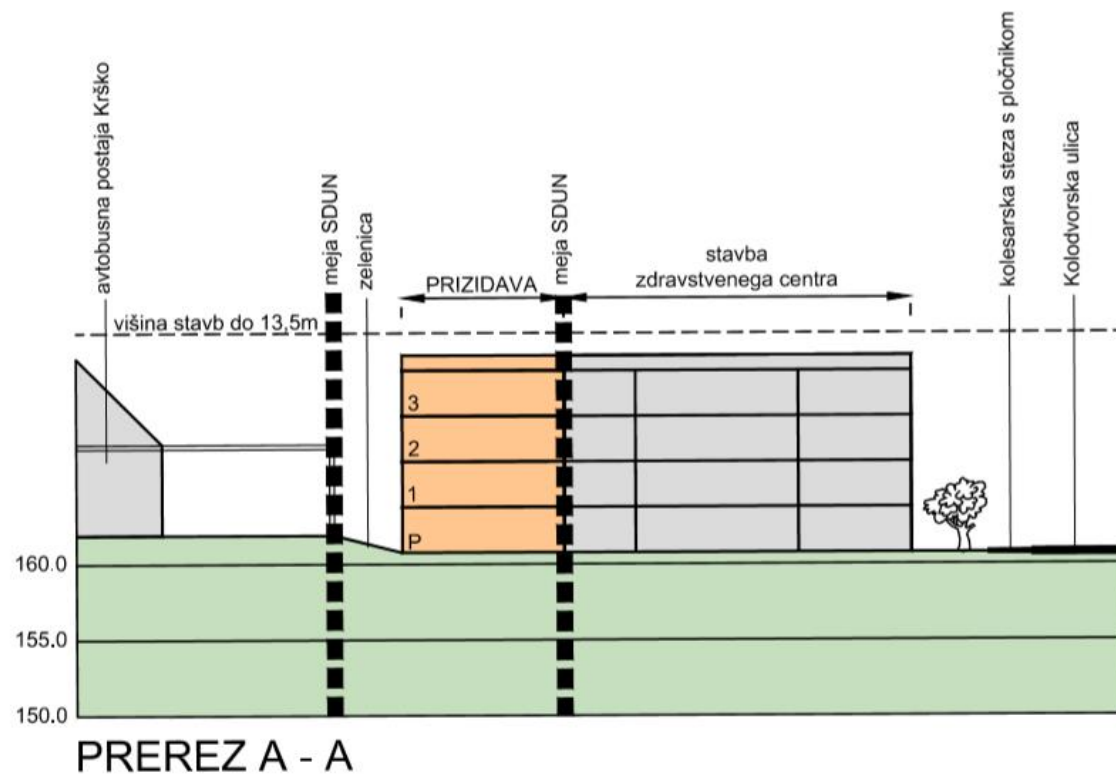 avtobusna postaja Krško
meja SDUN
zelenica
meja SDUN
kolesarska steza s pločnikom
Kolodvorska ulica
PRIZIDAVA
stavba
zdravstvenega centra
višina stavb do 13,5m
3
2
1
P
160.0
155.0
150.0
PREREZ A - A